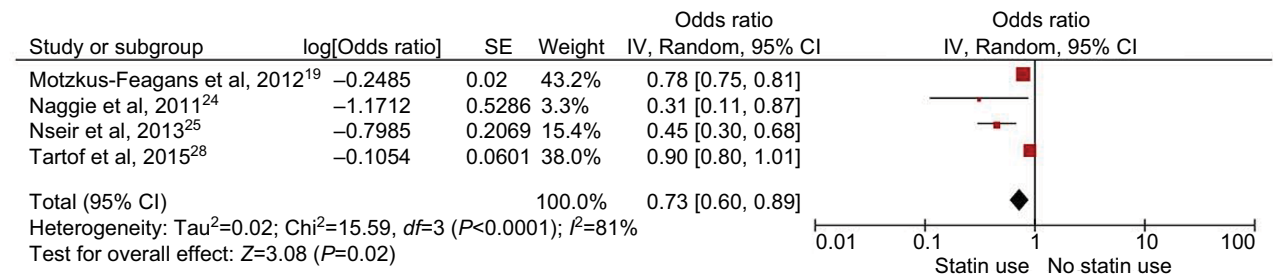 Odds ratio Odds ratio
Study or subgroup log[Odds ratio] SE Weight IV, Random, 95% CI IV, Random, 95% CI
Motzkus-Feagans et al, 2012¹⁹ –0.2485 0.02 43.2% 0.78 [0.75, 0.81]
Naggie et al, 2011²⁴ –1.1712 0.5286 3.3% 0.31 [0.11, 0.87]
Nseir et al, 2013²⁵ –0.7985 0.2069 15.4% 0.45 [0.30, 0.68]
Tartof et al, 2015²⁸ –0.1054 0.0601 38.0% 0.90 [0.80, 1.01]
Total (95% CI) 100.0% 0.73 [0.60, 0.89]
Heterogeneity: Tau²=0.02; Chi²=15.59, df=3 (P<0.0001); I²=81%
Test for overall effect: Z=3.08 (P=0.02)
0.01 0.1 1 10 100
Statin use No statin use